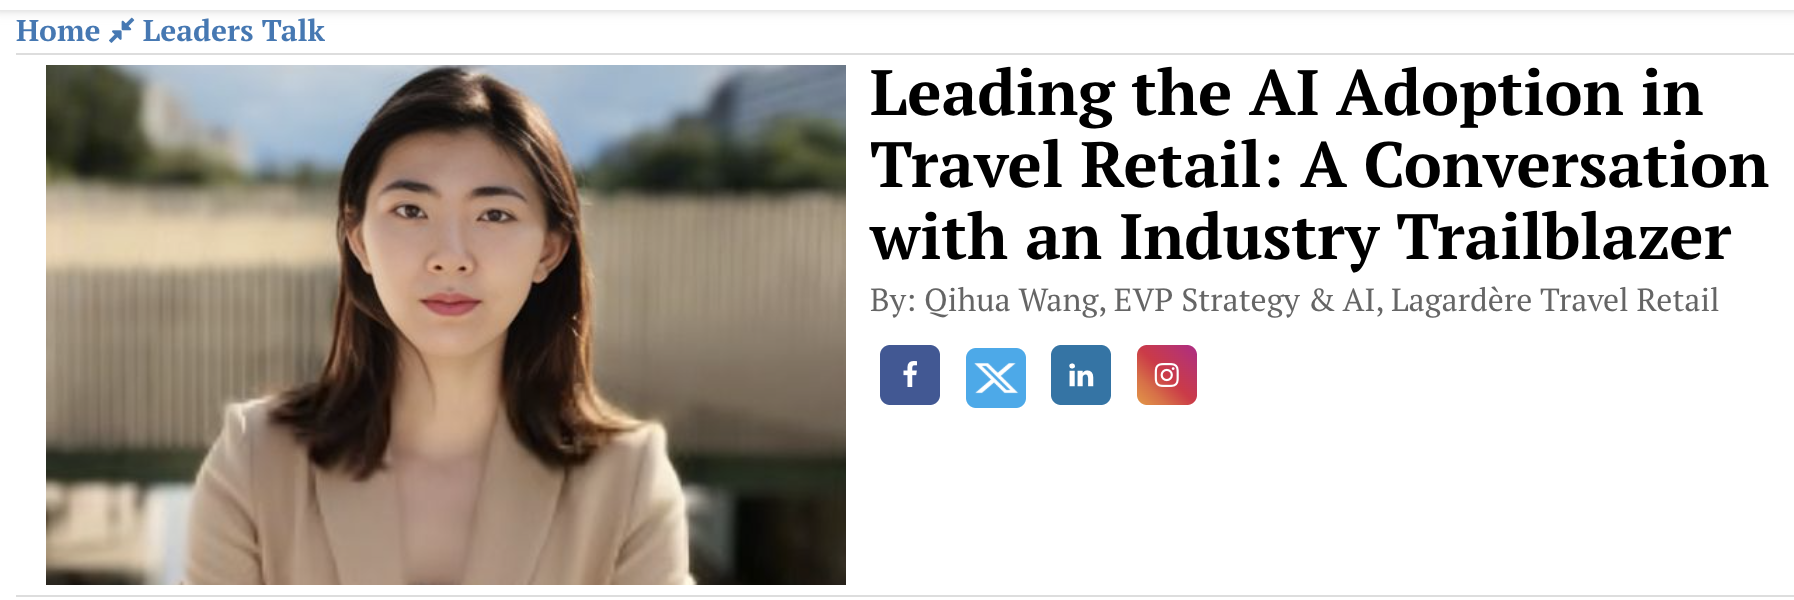 Home Leaders Talk
Leading the AI Adoption in
Travel Retail: A Conversation
with an Industry Trailblazer
By: Qihua Wang, EVP Strategy & AI, Lagardère Travel Retail